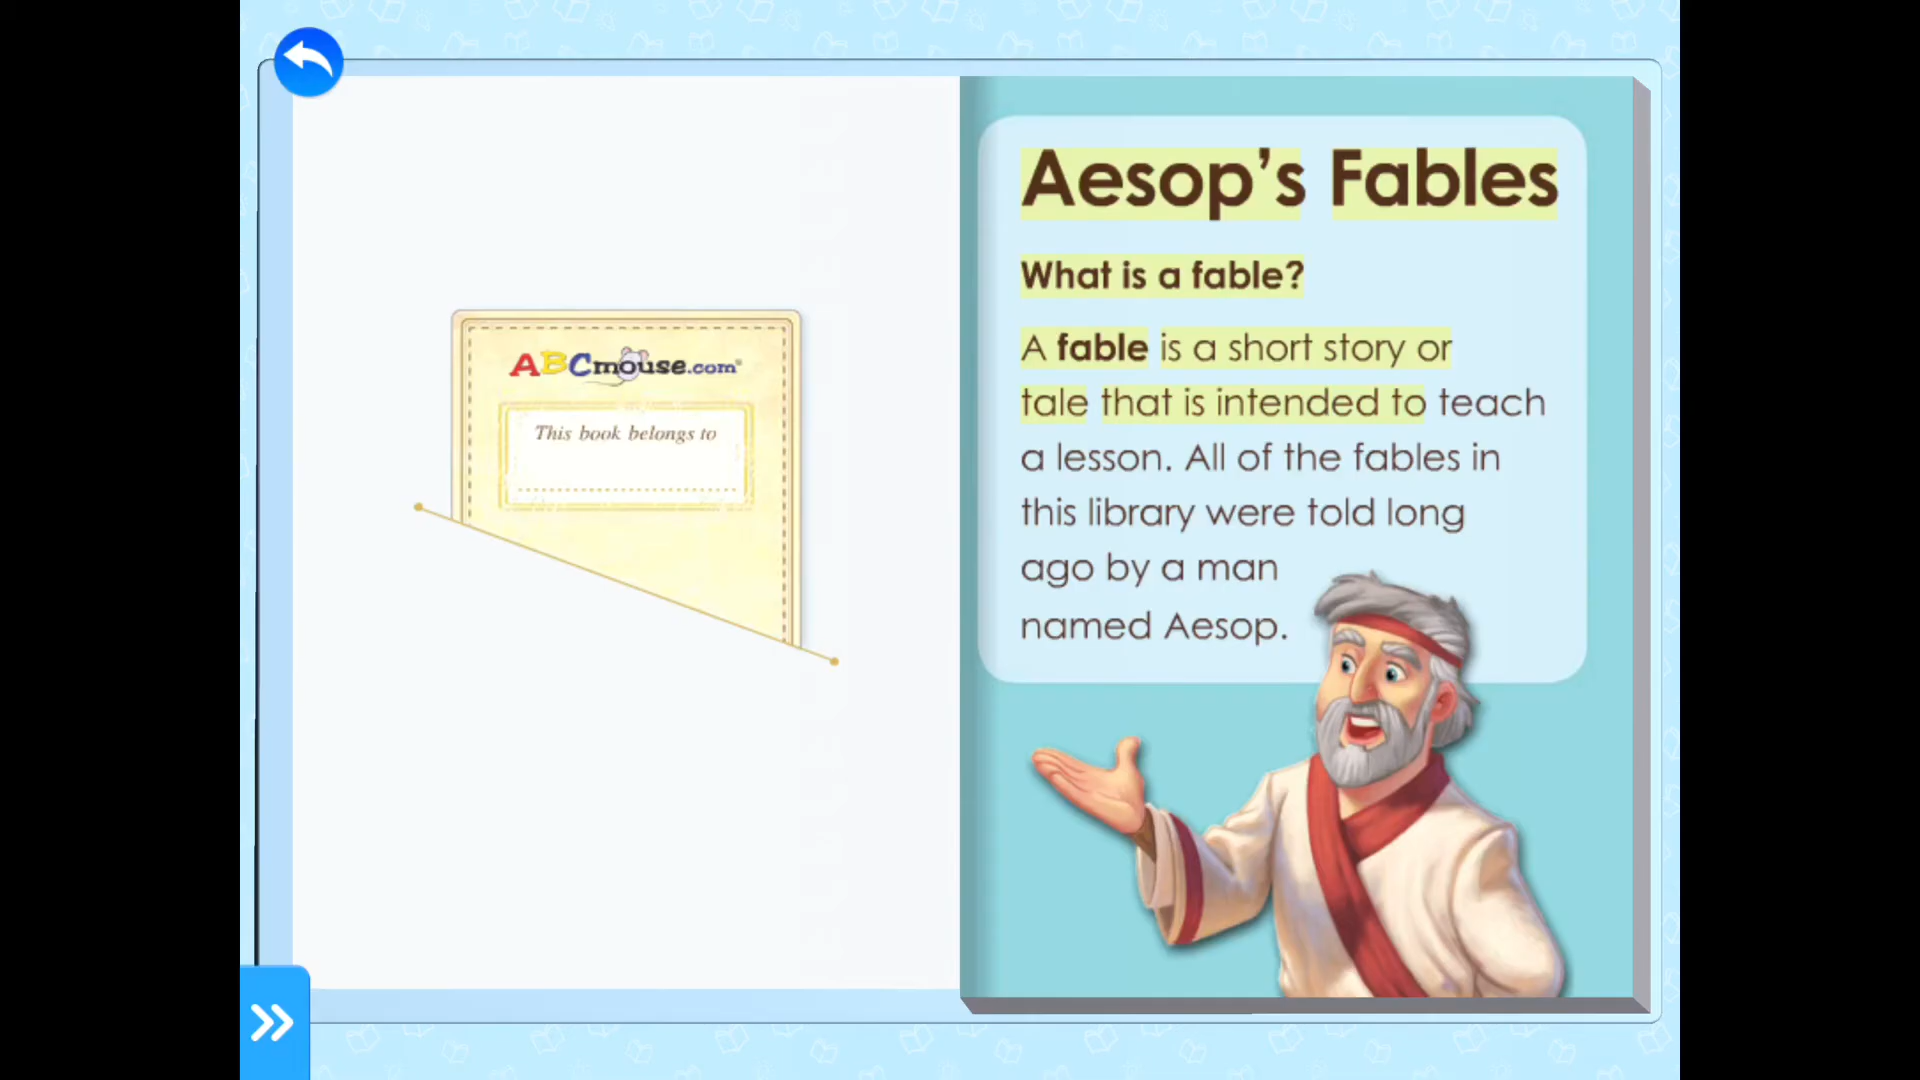 ABCmouse.com
This book belongs to
Aesop’s Fables
What is a fable?
A fable is a short story or
tale that is intended to teach
a lesson. All of the fables in
this library were told long
ago by a man
named Aesop.